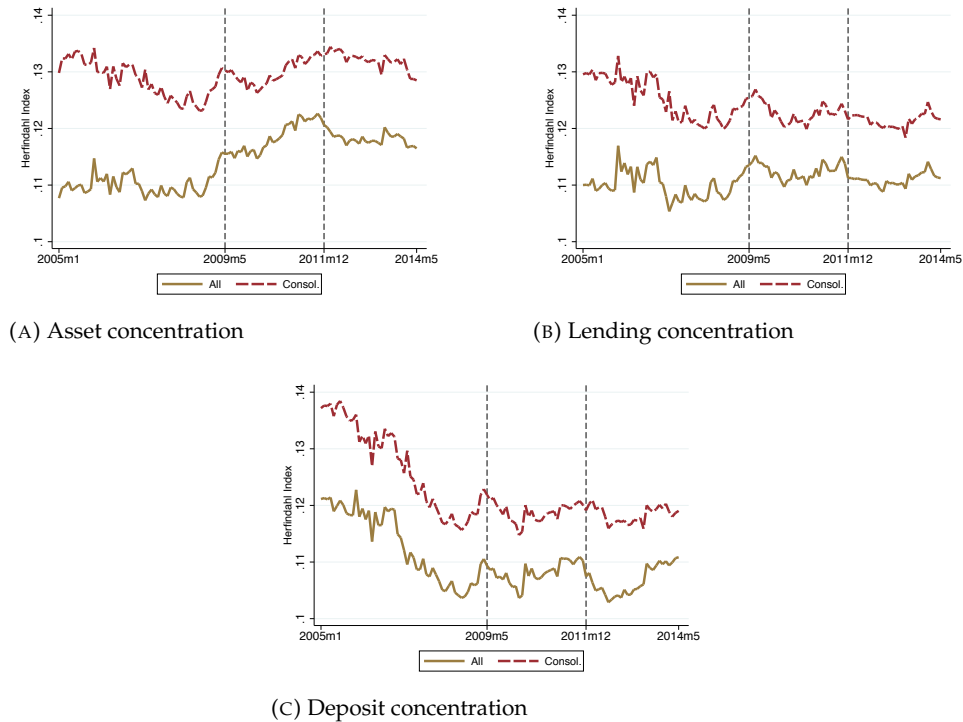 .14
.13
.12
.11
.1
Herfindahl Index
2005m1 2009m5 2011m12 2014m5
All Consol.
(A) Asset concentration
.14
.13
.12
.11
.1
Herfindahl Index
2005m1 2009m5 2011m12 2014m5
All Consol.
(B) Lending concentration
.14
.13
.12
.11
.1
Herfindahl Index
2005m1 2009m5 2011m12 2014m5
All Consol.
(C) Deposit concentration